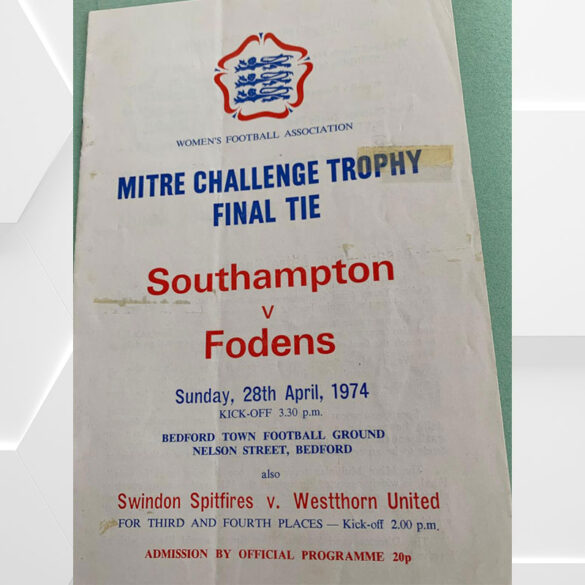 WOMEN'S FOOTBALL ASSOCIATION
MITRE CHALLENGE TROPHY
FINAL TIE
Southampton
v
Fodens
Sunday, 28th April, 1974
KICK-OFF 3.30 p.m.
BEDFORD TOWN FOOTBALL GROUND
NELSON STREET, BEDFORD
also
Swindon Spitfires v. Westthorn United
FOR THIRD AND FOURTH PLACES — Kick-off 2.00 p.m.
ADMISSION BY OFFICIAL PROGRAMME 20p